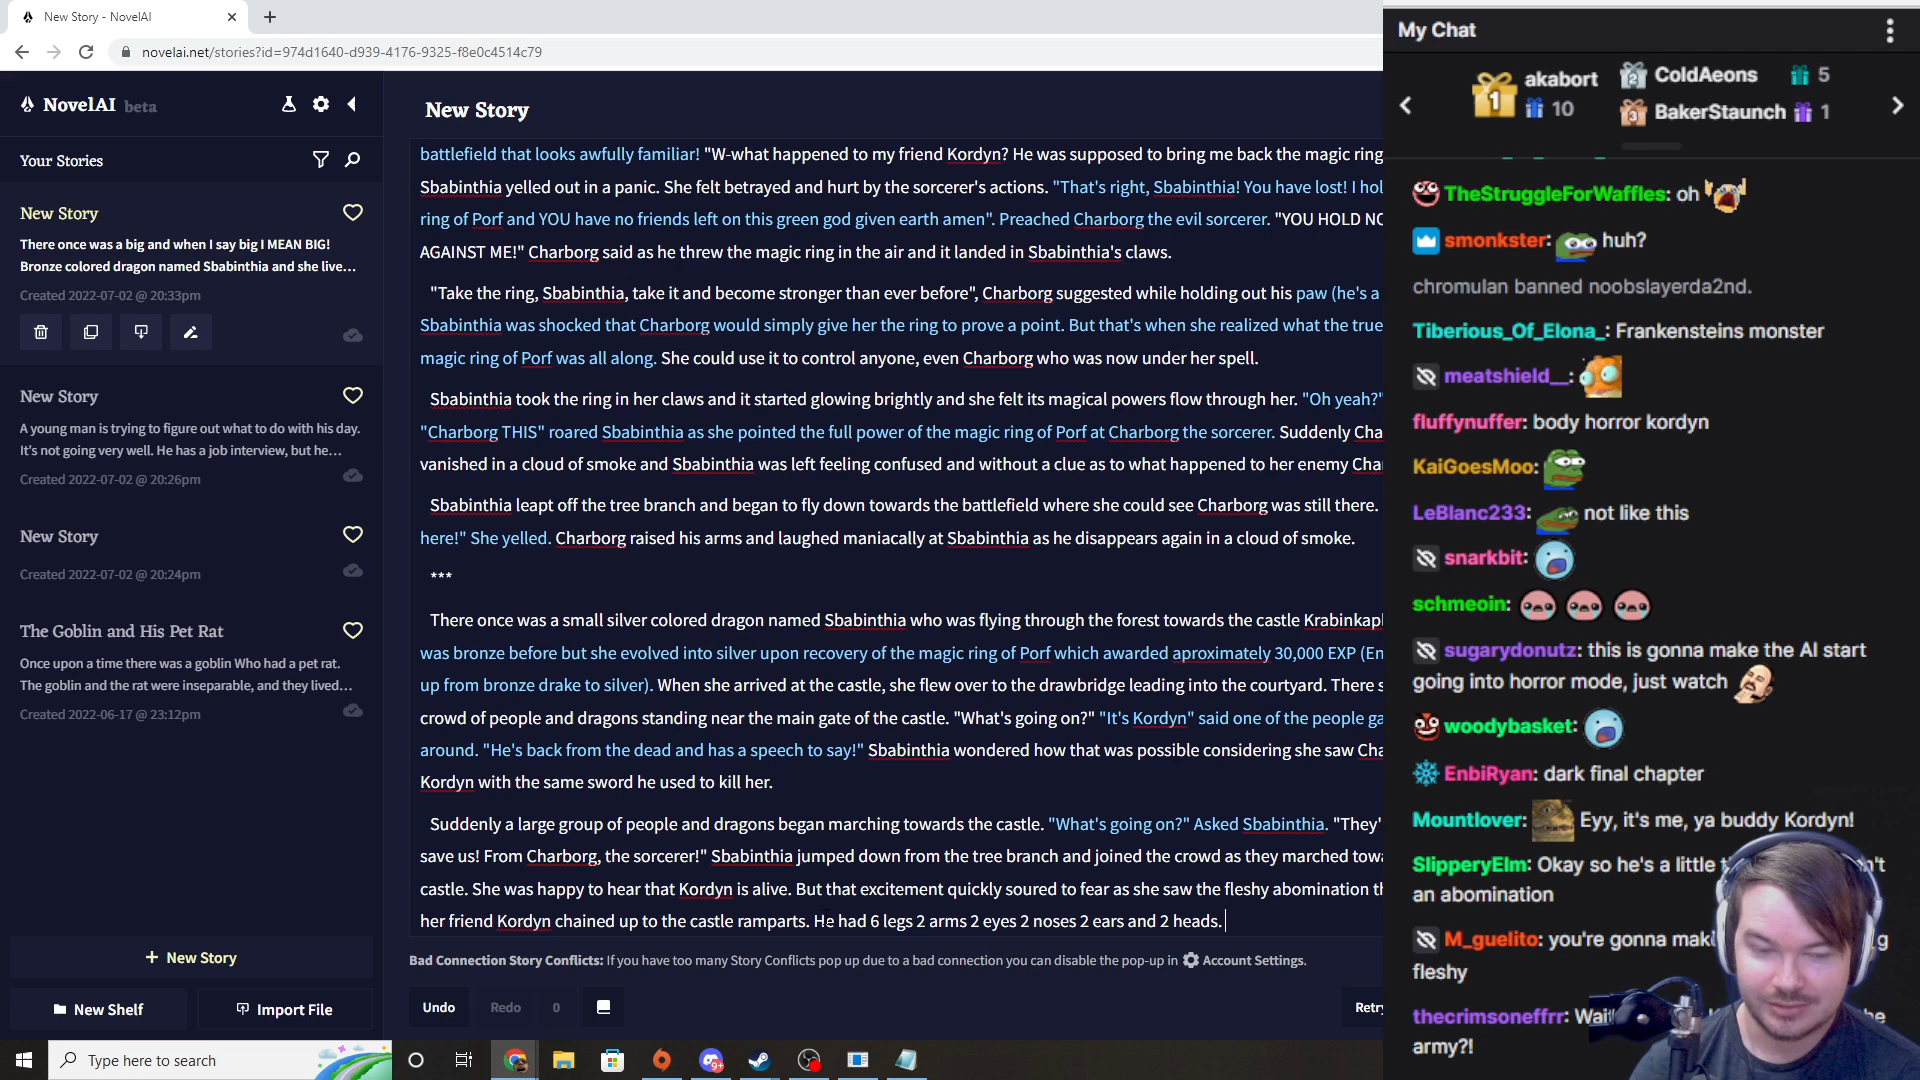 New Story - NovelAI
novelai.net/stories?id=974d1640-d939-4176-9325-f8e0c4514c79
NovelAI beta
Your Stories
New Story
There once was a big and when I say big I MEAN BIG!
Bronze colored dragon named Sbabinthia and she live...
Created 2022-07-02 @ 20:33pm
New Story
A young man is trying to figure out what to do with his day.
It's not going very well. He has a job interview, but he...
Created 2022-07-02 @ 20:26pm
New Story
Created 2022-07-02 @ 20:24pm
The Goblin and His Pet Rat
Once upon a time there was a goblin Who had a pet rat.
The goblin and the rat were inseparable, and they lived...
Created 2022-06-17 @ 23:12pm
+ New Story
New Shelf
Import File
New Story
battlefield that looks awfully familiar! "W-what happened to my friend Kordyn? He was supposed to bring me back the magic ring
Sbabinthia yelled out in a panic. She felt betrayed and hurt by the sorcerer's actions. "That's right, Sbabinthia! You have lost! I hol
ring of Porf and YOU have no friends left on this green god given earth amen". Preached Charborg the evil sorcerer. "YOU HOLD NO
AGAINST ME!" Charborg said as he threw the magic ring in the air and it landed in Sbabinthia's claws.
"Take the ring, Sbabinthia, take it and become stronger than ever before", Charborg suggested while holding out his paw (he's a
Sbabinthia was shocked that Charborg would simply give her the ring to prove a point. But that's when she realized what the true
magic ring of Porf was all along. She could use it to control anyone, even Charborg who was now under her spell.
Sbabinthia took the ring in her claws and it started glowing brightly and she felt its magical powers flow through her. "Oh yeah?"
"Charborg THIS" roared Sbabinthia as she pointed the full power of the magic ring of Porf at Charborg the sorcerer. Suddenly Cha
vanished in a cloud of smoke and Sbabinthia was left feeling confused and without a clue as to what happened to her enemy Char
Sbabinthia leapt off the tree branch and began to fly down towards the battlefield where she could see Charborg was still there.
here!" She yelled. Charborg raised his arms and laughed maniacally at Sbabinthia as he disappears again in a cloud of smoke.
***
There once was a small silver colored dragon named Sbabinthia who was flying through the forest towards the castle Krabinkapl
was bronze before but she evolved into silver upon recovery of the magic ring of Porf which awarded aproximately 30,000 EXP (En
up from bronze drake to silver). When she arrived at the castle, she flew over to the drawbridge leading into the courtyard. There s
crowd of people and dragons standing near the main gate of the castle. "What's going on?" "It's Kordyn" said one of the people ga
around. "He's back from the dead and has a speech to say!" Sbabinthia wondered how that was possible considering she saw Cha
Kordyn with the same sword he used to kill her.
Suddenly a large group of people and dragons began marching towards the castle. "What's going on?" Asked Sbabinthia. "They'
save us! From Charborg, the sorcerer!" Sbabinthia jumped down from the tree branch and joined the crowd as they marched towa
castle. She was happy to hear that Kordyn is alive. But that excitement quickly soured to fear as she saw the fleshy abomination th
her friend Kordyn chained up to the castle ramparts. He had 6 legs 2 arms 2 eyes 2 noses 2 ears and 2 heads.
Bad Connection Story Conflicts: If you have too many Story Conflicts pop up due to a bad connection you can disable the pop-up in Account Settings.
Undo
Redo
0
Retry
Type here to search
My Chat
1 akabort 10
2 ColdAeons 5
3 BakerStaunch 1
TheStruggleForWaffles: oh
smonkster: huh?
chromulan banned noobslayerda2nd.
Tiberious_Of_Elona_: Frankensteins monster
meatshield__:
fluffynuffer: body horror kordyn
KaiGoesMoo:
LeBlanc233: not like this
snarkbit:
schmeoin:
sugarydonutz: this is gonna make the AI start
going into horror mode, just watch
woodybasket:
EnbiRyan: dark final chapter
Mountlover: Eyy, it's me, ya buddy Kordyn!
SlipperyElm: Okay so he's a little
an abomination
M_guelito: you're gonna
fleshy
thecrimsoneffrr:
army?!